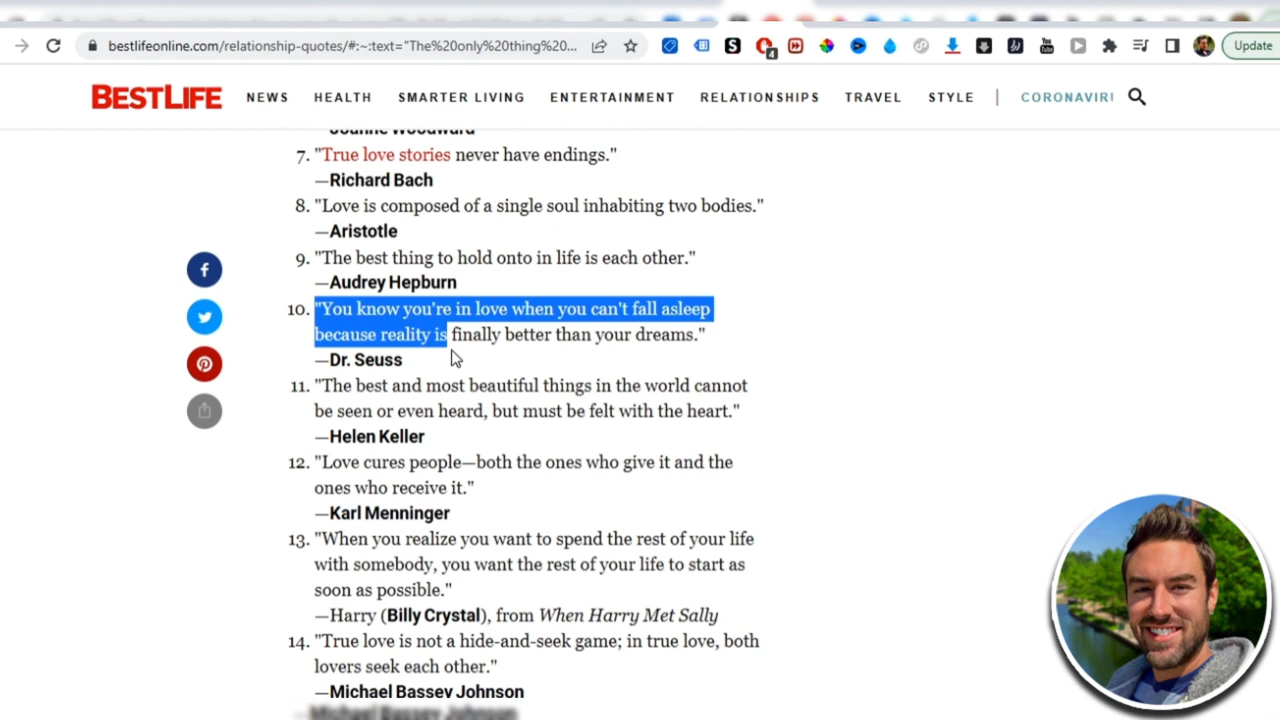 bestlifeonline.com/relationship-quotes/#:~:text="The%20only%20thing%20...
4
You
Tube
Update
BESTLIFE
NEWS HEALTH SMARTER LIVING ENTERTAINMENT RELATIONSHIPS TRAVEL STYLE | CORONAVIRU
—Joanne Woodward
7. "True love stories never have endings."
—Richard Bach
8. "Love is composed of a single soul inhabiting two bodies."
—Aristotle
9. "The best thing to hold onto in life is each other."
—Audrey Hepburn
10. "You know you're in love when you can't fall asleep
because reality is finally better than your dreams."
—Dr. Seuss
11. "The best and most beautiful things in the world cannot
be seen or even heard, but must be felt with the heart."
—Helen Keller
12. "Love cures people—both the ones who give it and the
ones who receive it."
—Karl Menninger
13. "When you realize you want to spend the rest of your life
with somebody, you want the rest of your life to start as
soon as possible."
—Harry (Billy Crystal), from When Harry Met Sally
14. "True love is not a hide-and-seek game; in true love, both
lovers seek each other."
—Michael Bassey Johnson